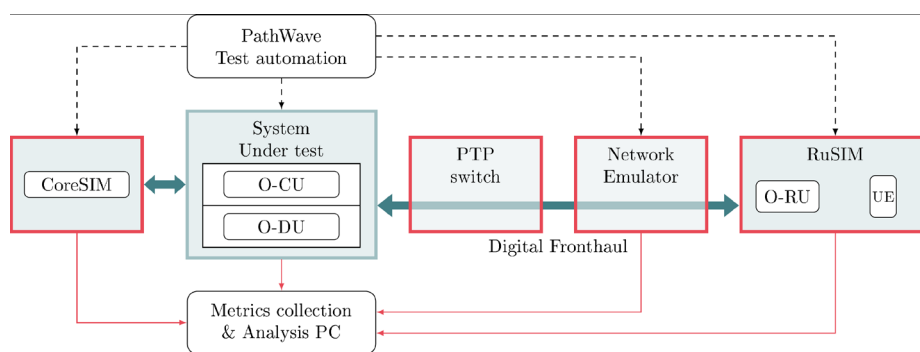 PathWave
Test automation
System
Under test
PTP
switch
Network
Emulator
RuSIM
CoreSIM
O-CU
O-RU
UE
O-DU
Digital Fronthaul
Metrics collection
& Analysis PC